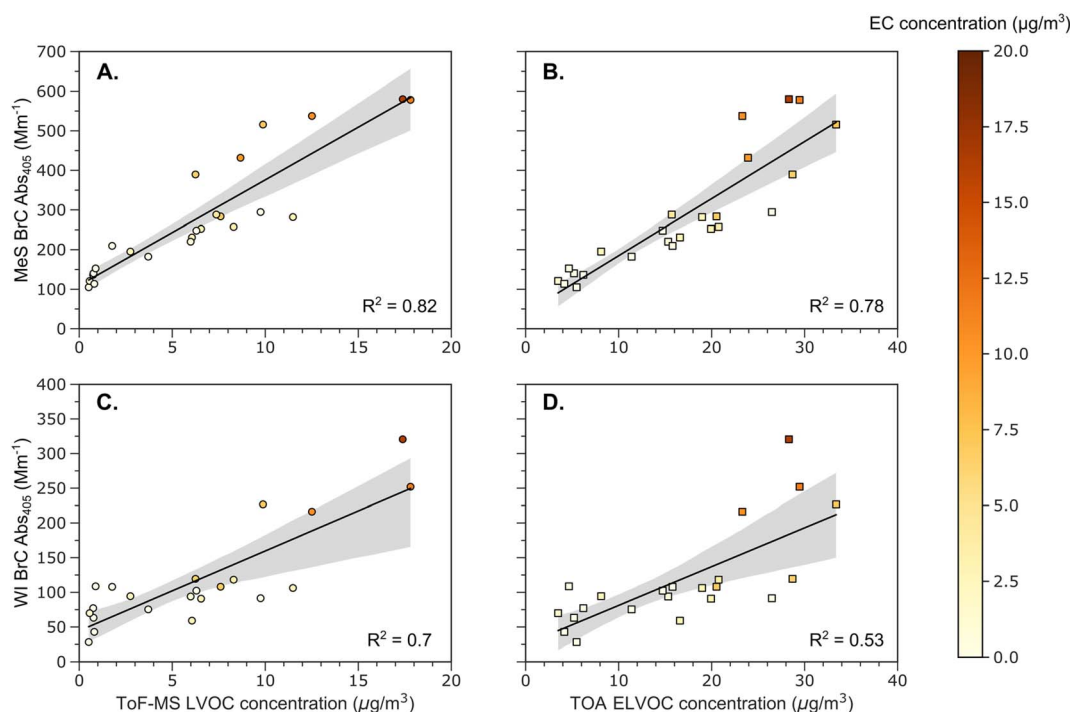 EC concentration (µg/m³)
A.
MeS BrC Abs₄₀₅ (Mm⁻¹)
700
600
500
400
300
200
100
0
R² = 0.82
0 5 10 15 20
B.
R² = 0.78
0 10 20 30 40
C.
WI BrC Abs₄₀₅ (Mm⁻¹)
400
350
300
250
200
150
100
50
0
R² = 0.7
0 5 10 15 20
ToF-MS LVOC concentration (µg/m³)
D.
R² = 0.53
0 10 20 30 40
TOA ELVOC concentration (µg/m³)
20.0
17.5
15.0
12.5
10.0
7.5
5.0
2.5
0.0